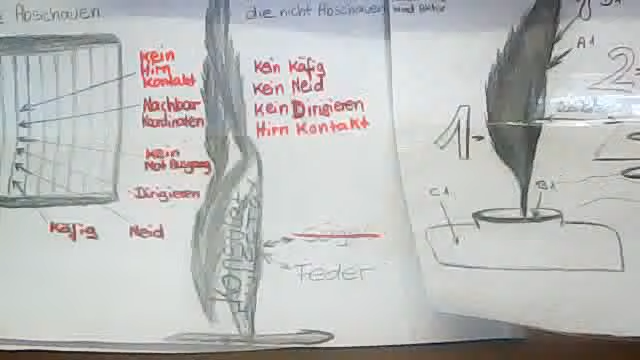 Abschauen.
die nicht Abschauen
Kein
Hirn
Kontakt
Nachbar
Koordinaten
Kein
Not Ausgang
Dirigieren
Käfig
Neid
Kein Käfig
Kein Neid
Kein Dirigieren
Hirn Kontakt
Feder
A1
1-
2-
C1
B1